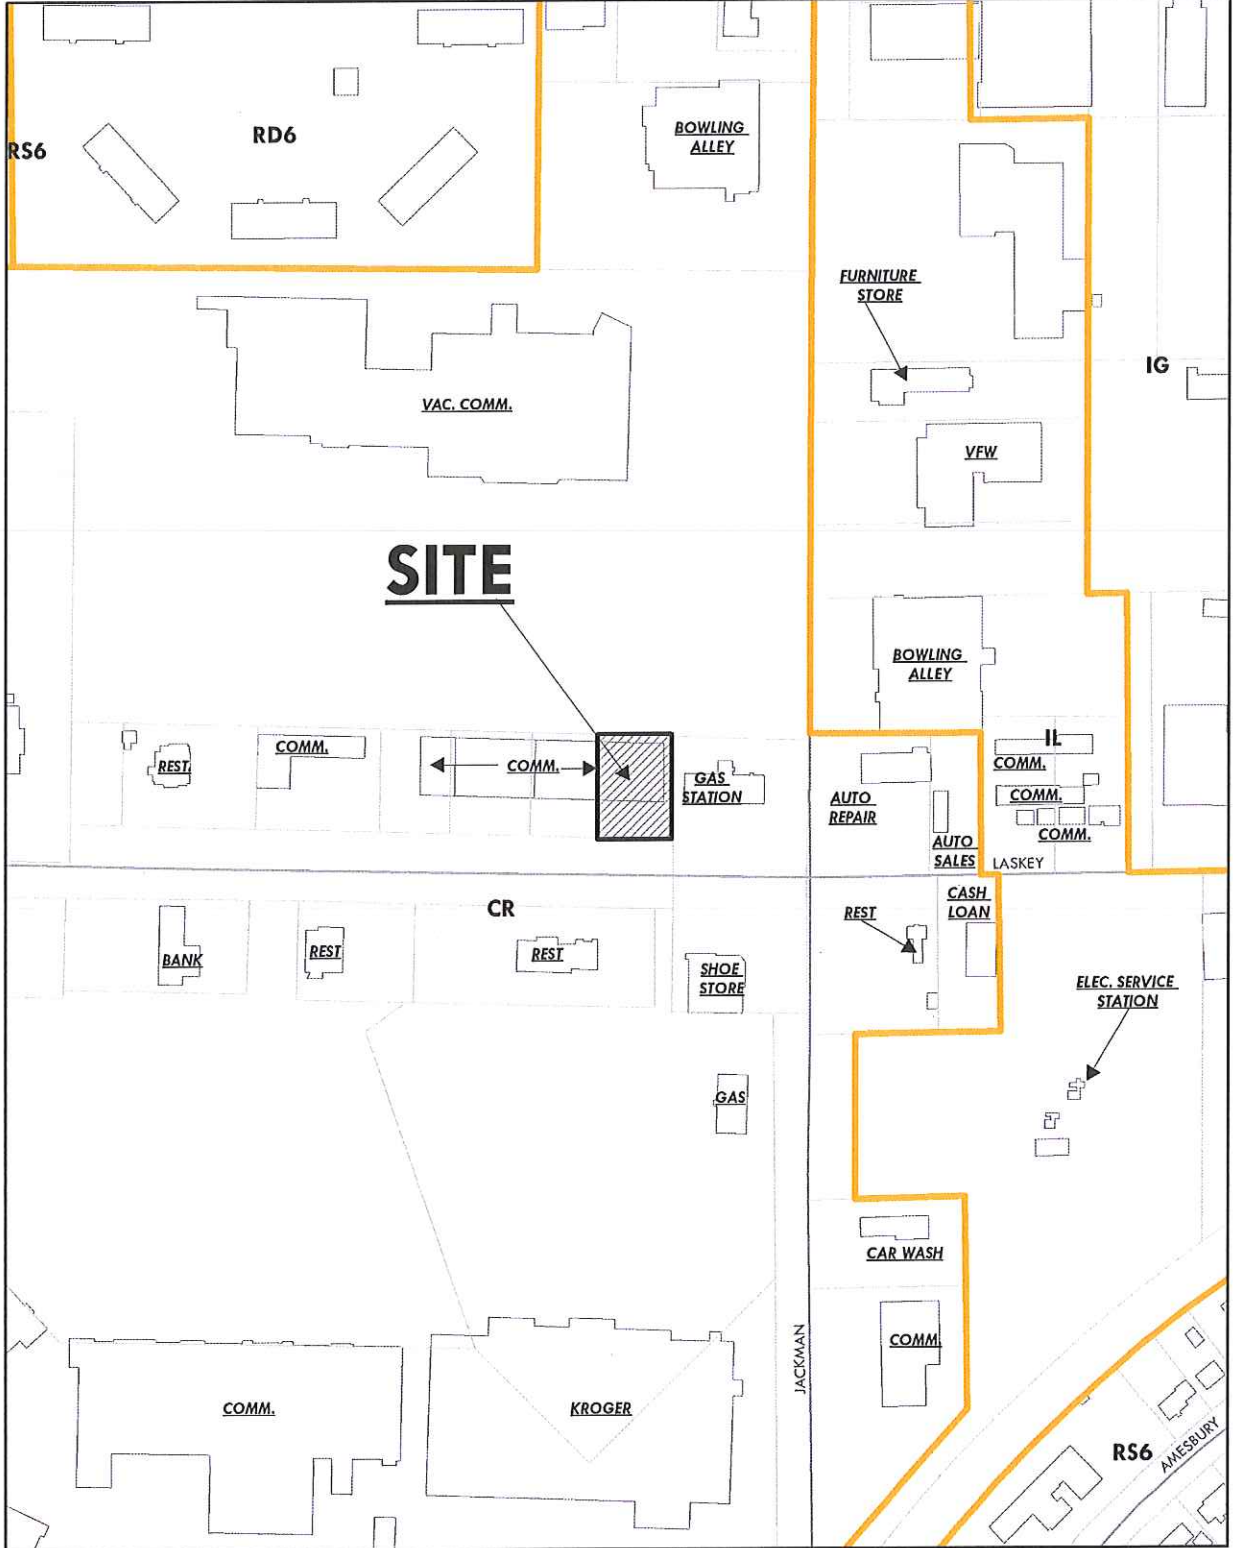 RS6
RD6
BOWLING
ALLEY
FURNITURE
STORE
IG
VAC. COMM.
VFW
SITE
BOWLING
ALLEY
REST.
COMM.
COMM.
GAS
STATION
AUTO
REPAIR
AUTO
SALES
IL
COMM.
COMM.
COMM.
LASKEY
CR
BANK
REST
REST
SHOE
STORE
REST
CASH
LOAN
ELEC. SERVICE
STATION
GAS
CAR WASH
JACKMAN
COMM.
COMM.
KROGER
RS6
AMESBURY